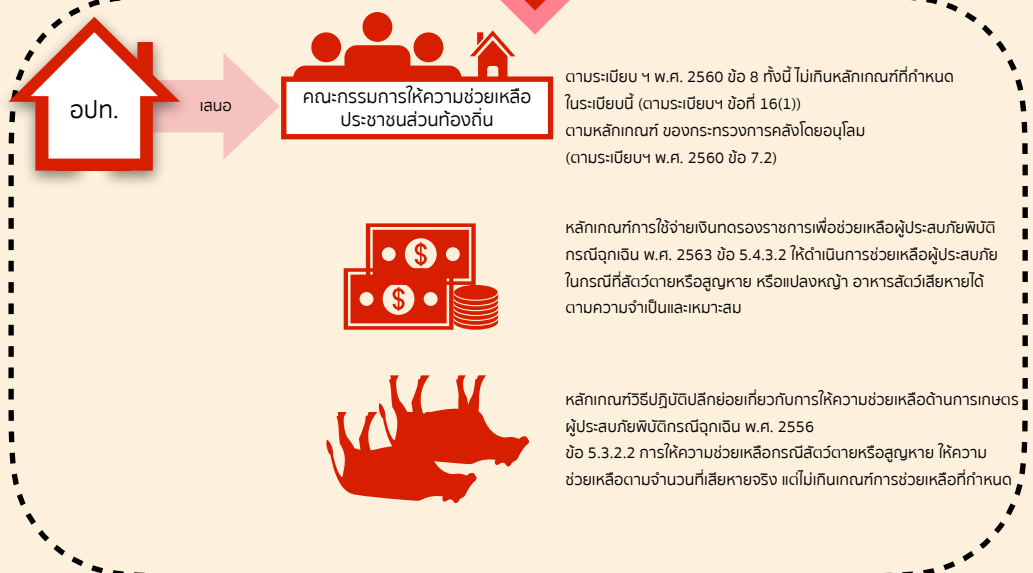 อปท.
เสนอ
คณะกรรมการให้ความช่วยเหลือ
ประชาชนส่วนท้องถิ่น
ตามระเบียบ ฯ พ.ศ. 2560 ข้อ 8 ทั้งนี้ ไม่เกินหลักเกณฑ์ที่กำหนด
ในระเบียบนี้ (ตามระเบียบฯ ข้อที่ 16(1))
ตามหลักเกณฑ์ ของกระทรวงการคลังโดยอนุโลม
(ตามระเบียบฯ พ.ศ. 2560 ข้อ 7.2)
หลักเกณฑ์การใช้จ่ายเงินทดรองราชการเพื่อช่วยเหลือผู้ประสบภัยพิบัติ
กรณีฉุกเฉิน พ.ศ. 2563 ข้อ 5.4.3.2 ให้ดำเนินการช่วยเหลือผู้ประสบภัย
ในกรณีที่สัตว์ตายหรือสูญหาย หรือแปลงหญ้า อาหารสัตว์เสียหายได้
ตามความจำเป็นและเหมาะสม
หลักเกณฑ์วิธีปฏิบัติปลีกย่อยเกี่ยวกับการให้ความช่วยเหลือด้านการเกษตร
ผู้ประสบภัยพิบัติกรณีฉุกเฉิน พ.ศ. 2556
ข้อ 5.3.2.2 การให้ความช่วยเหลือกรณีสัตว์ตายหรือสูญหาย ให้ความ
ช่วยเหลือตามจำนวนที่เสียหายจริง แต่ไม่เกินเกณฑ์การช่วยเหลือที่กำหนด